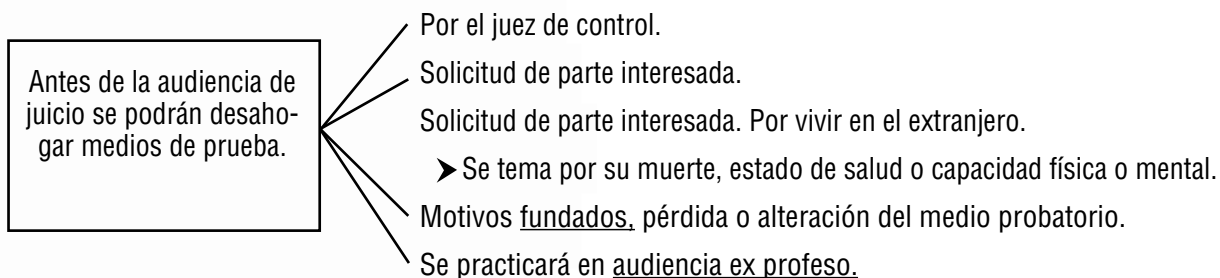 Antes de la audiencia de
juicio se podrán desaho-
gar medios de prueba.
Por el juez de control.
Solicitud de parte interesada.
Solicitud de parte interesada. Por vivir en el extranjero.
➤ Se tema por su muerte, estado de salud o capacidad física o mental.
Motivos fundados, pérdida o alteración del medio probatorio.
Se practicará en audiencia ex profeso.